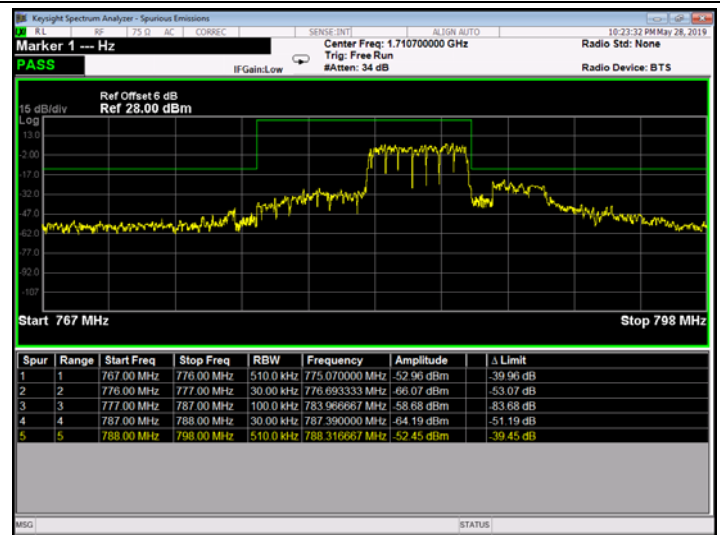 Keysight Spectrum Analyzer - Spurious Emissions
RL RF 75 Ω AC CORREC SENSE:INT ALIGN AUTO 10:23:32 PM May 28, 2019
Marker 1 --- Hz Center Freq: 1.710700000 GHz Radio Std: None
Trig: Free Run
PASS IFGain:Low #Atten: 34 dB Radio Device: BTS
Ref Offset 6 dB
15 dB/div Ref 28.00 dBm
Log
13.0
-2.00
-17.0
-32.0
-47.0
-62.0
-77.0
-92.0
-107
Start 767 MHz Stop 798 MHz
Spur Range Start Freq Stop Freq RBW Frequency Amplitude Δ Limit
1 1 767.00 MHz 776.00 MHz 510.0 kHz 775.070000 MHz -52.96 dBm -39.96 dB
2 2 776.00 MHz 777.00 MHz 30.00 kHz 776.693333 MHz -66.07 dBm -53.07 dB
3 3 777.00 MHz 787.00 MHz 100.0 kHz 783.966667 MHz -58.68 dBm -83.68 dB
4 4 787.00 MHz 788.00 MHz 30.00 kHz 787.390000 MHz -64.19 dBm -51.19 dB
5 5 788.00 MHz 798.00 MHz 510.0 kHz 788.316667 MHz -52.45 dBm -39.45 dB
MSG STATUS